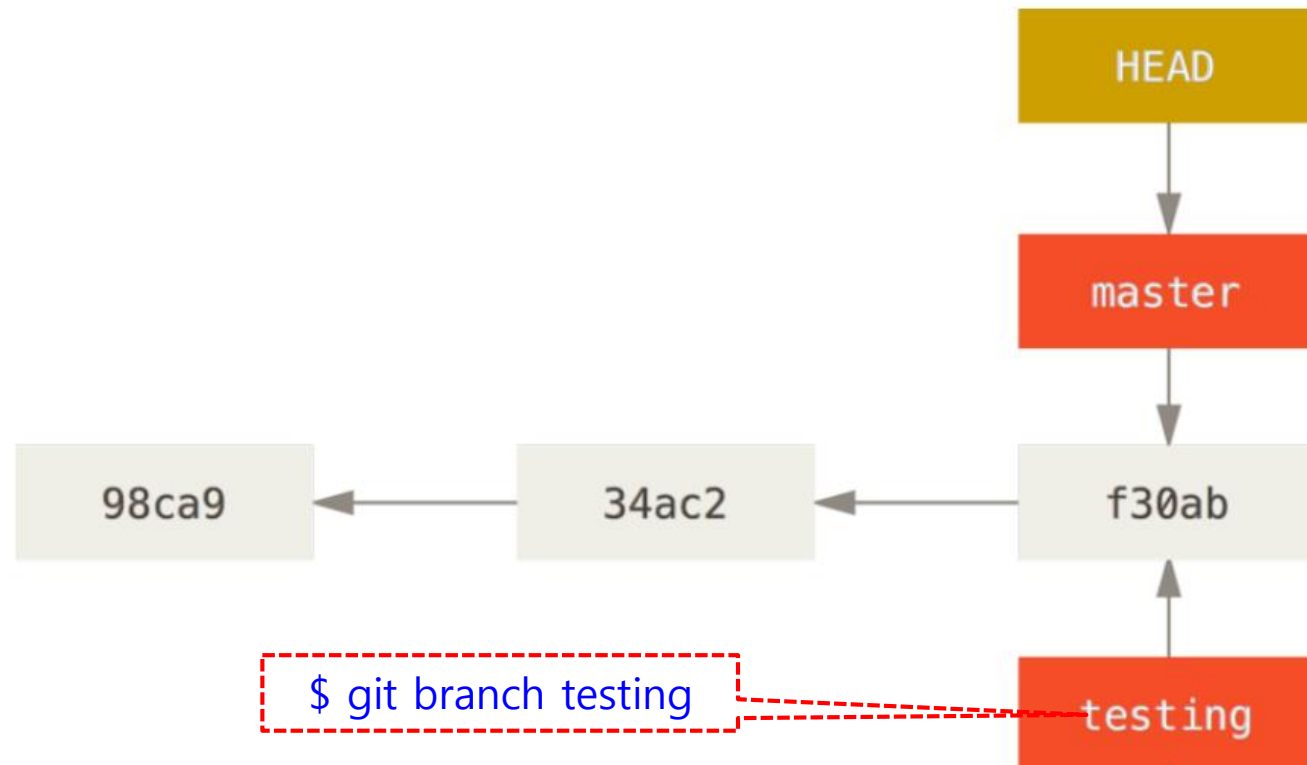 HEAD
master
98ca9
34ac2
f30ab
$ git branch testing
testing